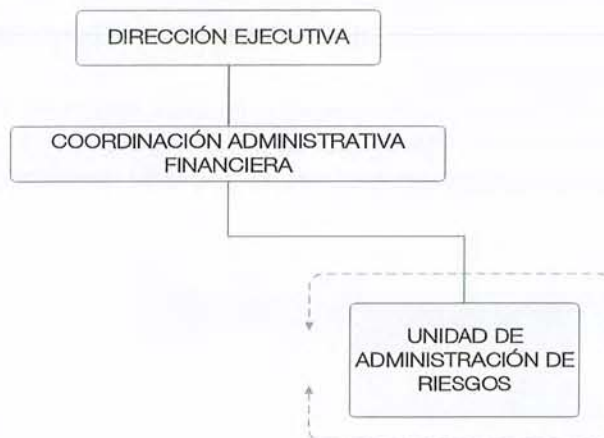 DIRECCIÓN EJECUTIVA
COORDINACIÓN ADMINISTRATIVA
FINANCIERA
UNIDAD DE
ADMINISTRACIÓN DE
RIESGOS